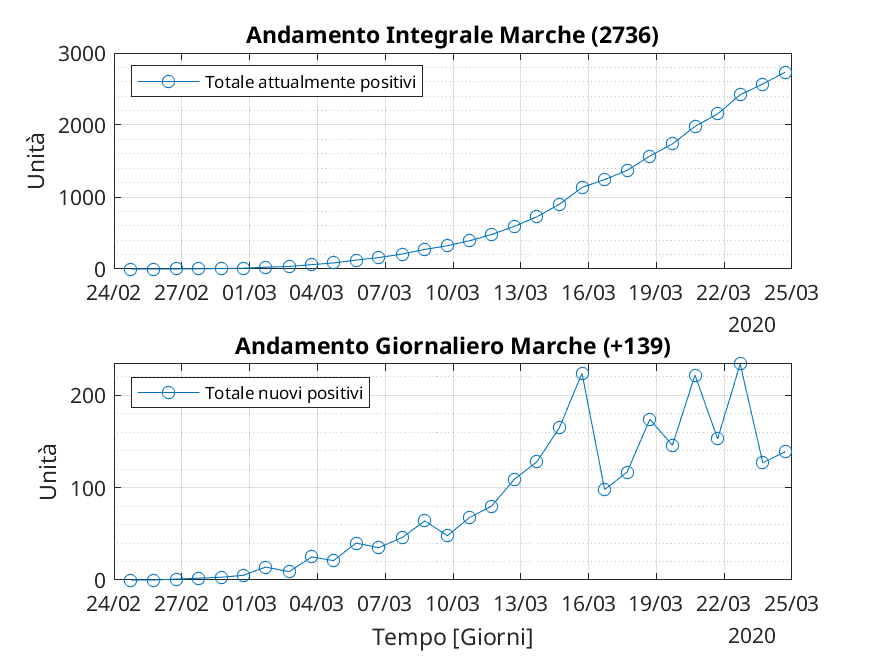 Andamento Integrale Marche (2736)
3000
2000
1000
0
Unità
Totale attualmente positivi
24/02 27/02 01/03 04/03 07/03 10/03 13/03 16/03 19/03 22/03 25/03
2020
Andamento Giornaliero Marche (+139)
200
100
0
Unità
Totale nuovi positivi
24/02 27/02 01/03 04/03 07/03 10/03 13/03 16/03 19/03 22/03 25/03
Tempo [Giorni]
2020